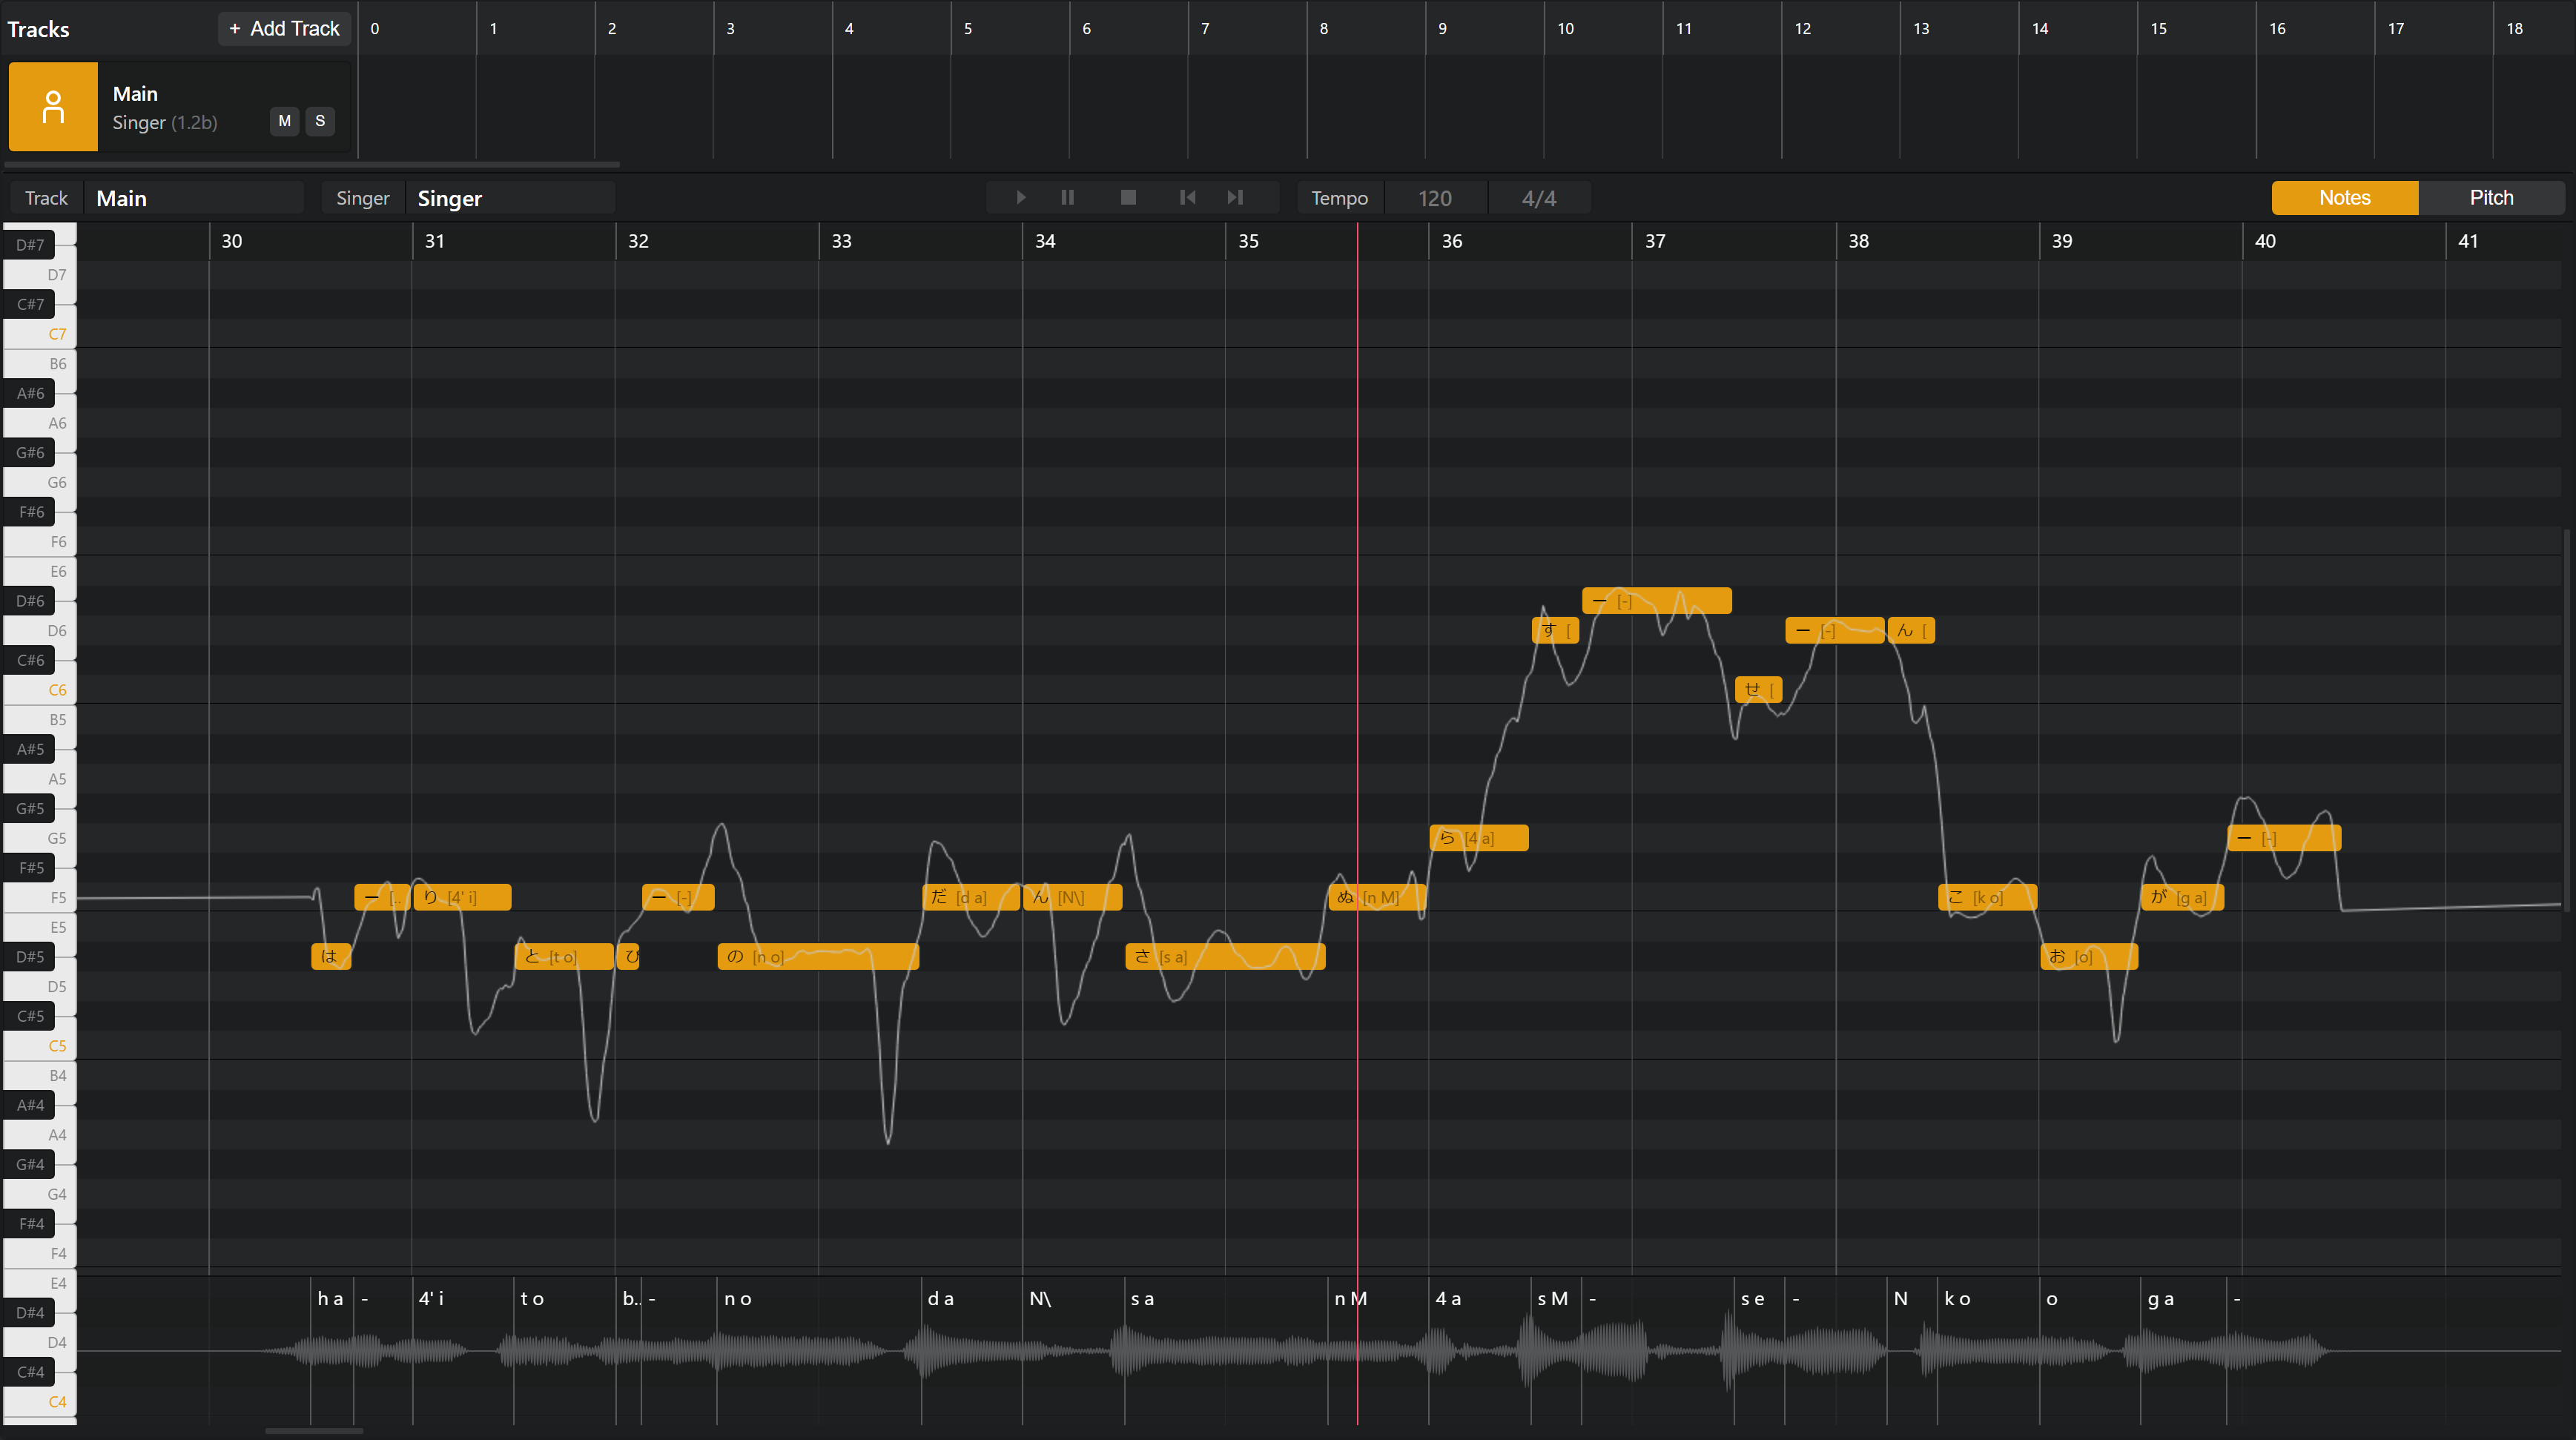 Tracks + Add Track 0 1 2 3 4 5 6 7 8 9 10 11 12 13 14 15 16 17 18
Main
Singer (1.2b) M S
Track Main Singer Singer Tempo 120 4/4 Notes Pitch
30 31 32 33 34 35 36 37 38 39 40 41
D#7
D7
C#7
C7
B6
A#6
A6
G#6
G6
F#6
F6
E6
D#6 ー [-]
D6 す [ ー [-] ん [
C#6
C6 せ [
B5
A#5
A5
G#5
G5 ら [4 a] ー [-]
F#5
F5 ー [.. り [4' i] ー [-] だ [d a] ん [N\] ぬ [n M] こ [k o] が [g a]
E5
D#5 は と [t o] び の [n o] さ [s a] お [o]
D5
C#5
C5
B4
A#4
A4
G#4
G4
F#4
F4
E4
h a - 4' i t o b.. - n o d a N\ s a n M 4 a s M - s e - N k o o g a -
D#4
D4
C#4
C4